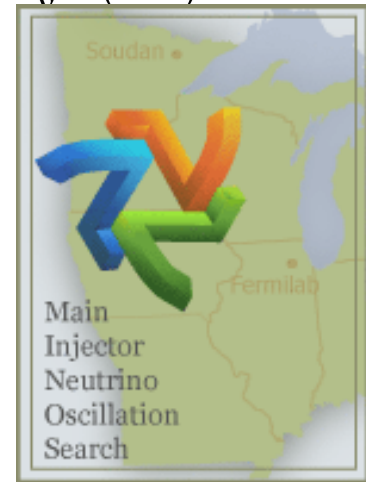 Soudan
Fermilab
Main
Injector
Neutrino
Oscillation
Search